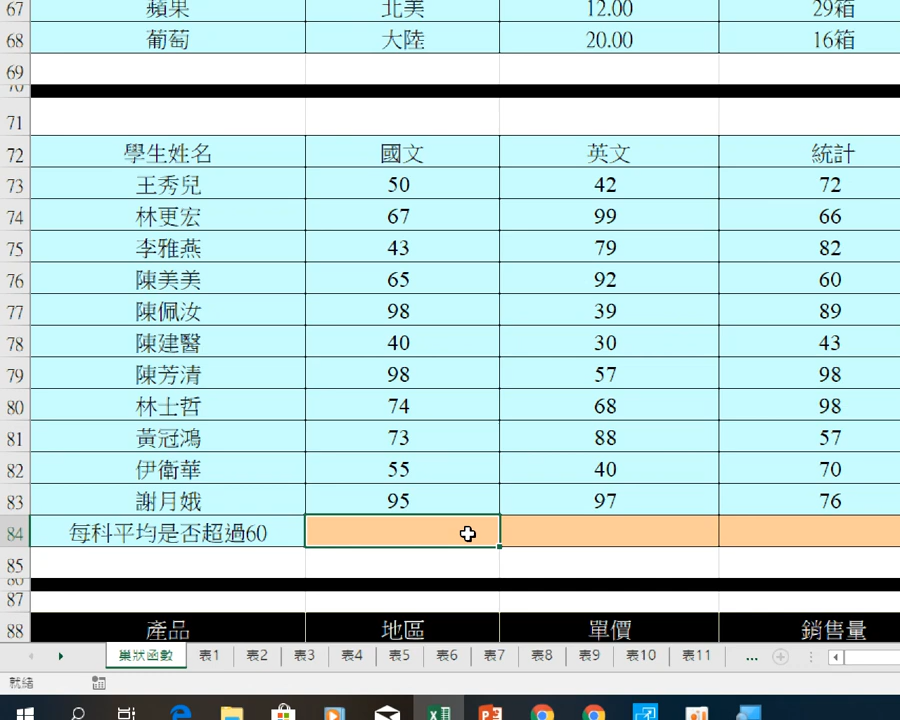 67 蘋果 北美 12.00 29箱
68 葡萄 大陸 20.00 16箱
69
70
71
72 學生姓名 國文 英文 統計
73 王秀兒 50 42 72
74 林更宏 67 99 66
75 李雅燕 43 79 82
76 陳美美 65 92 60
77 陳佩汝 98 39 89
78 陳建醫 40 30 43
79 陳芳清 98 57 98
80 林士哲 74 68 98
81 黃冠鴻 73 88 57
82 伊衛華 55 40 70
83 謝月娥 95 97 76
84 每科平均是否超過60
85
86
87
88 產品 地區 單價 銷售量
巢狀函數 表1 表2 表3 表4 表5 表6 表7 表8 表9 表10 表11 ...
就緒